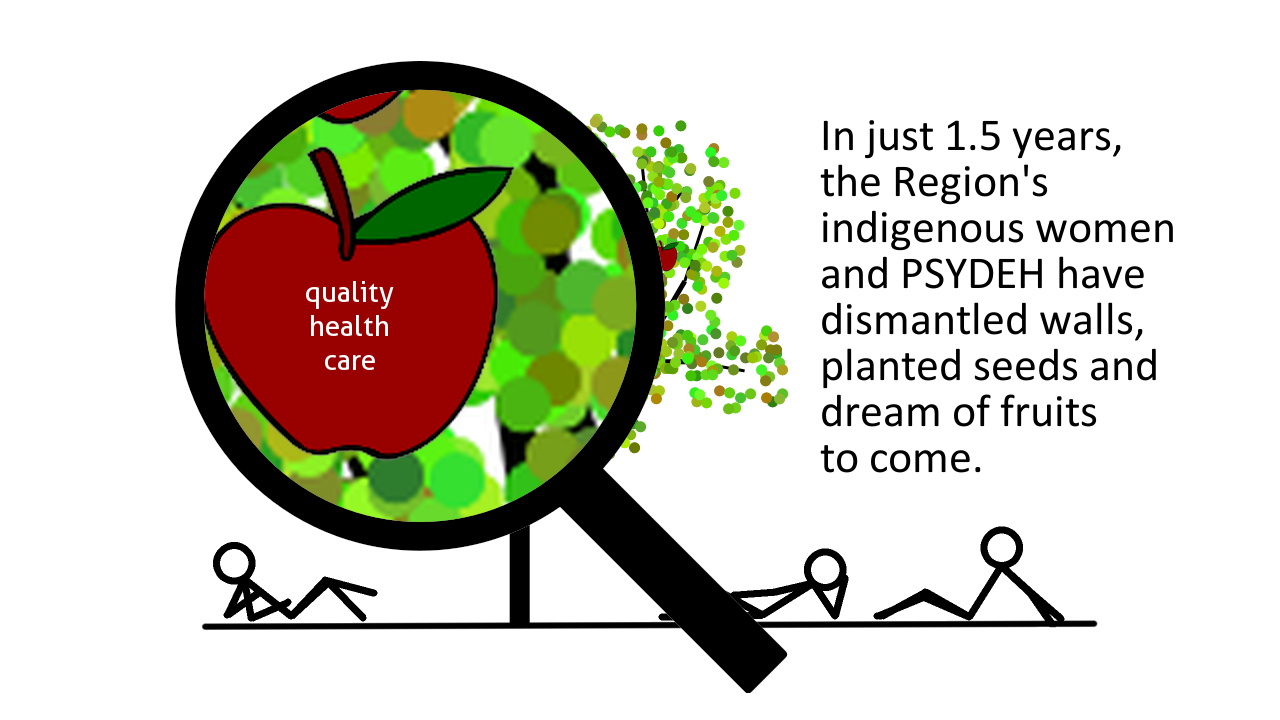 quality
health
care
In just 1.5 years,
the Region's
indigenous women
and PSYDEH have
dismantled walls,
planted seeds and
dream of fruits
to come.